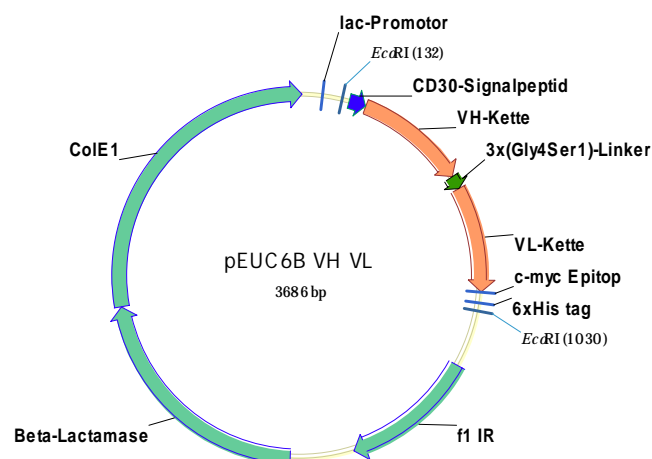 lac-Promotor
EcoRI (132)
CD30-Signalpeptid
VH-Kette
3x(Gly4Ser1)-Linker
ColE1
pEUC6B VH VL
3686 bp
VL-Kette
c-myc Epitop
6xHis tag
EcoRI (1030)
Beta-Lactamase
f1 IR